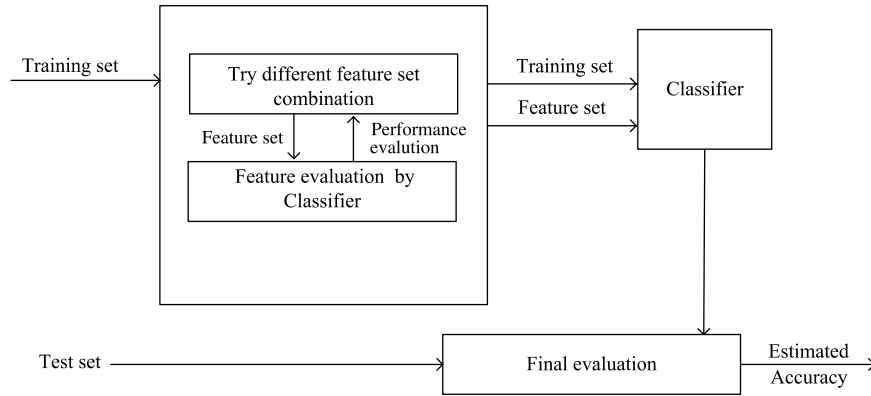 Training set
Try different feature set
combination
Feature set
Performance
evalution
Feature evaluation by
Classifier
Training set
Feature set
Classifier
Test set
Final evaluation
Estimated
Accuracy